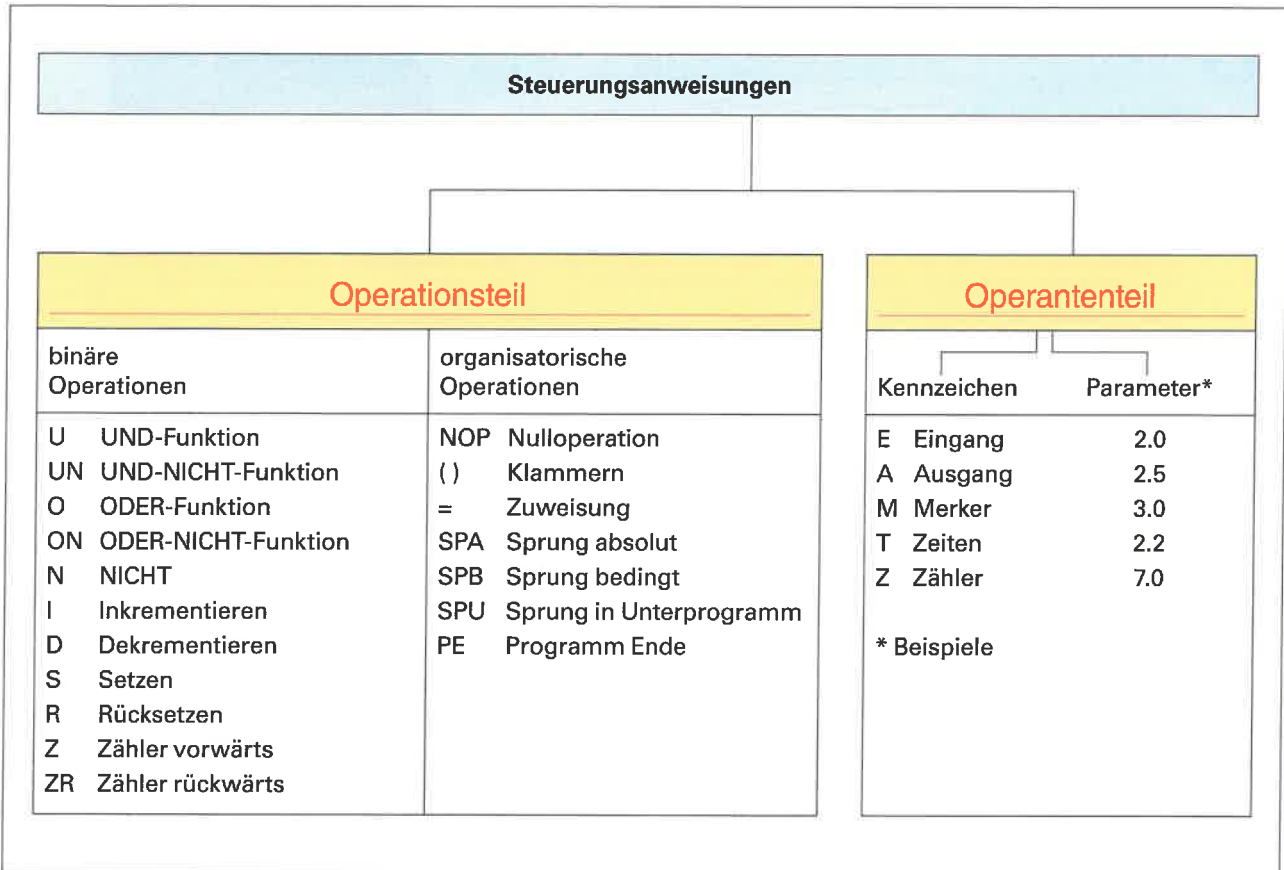 Steuerungsanweisungen
Operationsteil
binäre
Operationen
organisatorische
Operationen
U UND-Funktion
UN UND-NICHT-Funktion
O ODER-Funktion
ON ODER-NICHT-Funktion
N NICHT
I Inkrementieren
D Dekrementieren
S Setzen
R Rücksetzen
Z Zähler vorwärts
ZR Zähler rückwärts
NOP Nulloperation
( ) Klammern
= Zuweisung
SPA Sprung absolut
SPB Sprung bedingt
SPU Sprung in Unterprogramm
PE Programm Ende
Operantenteil
Kennzeichen Parameter*
E Eingang 2.0
A Ausgang 2.5
M Merker 3.0
T Zeiten 2.2
Z Zähler 7.0
* Beispiele